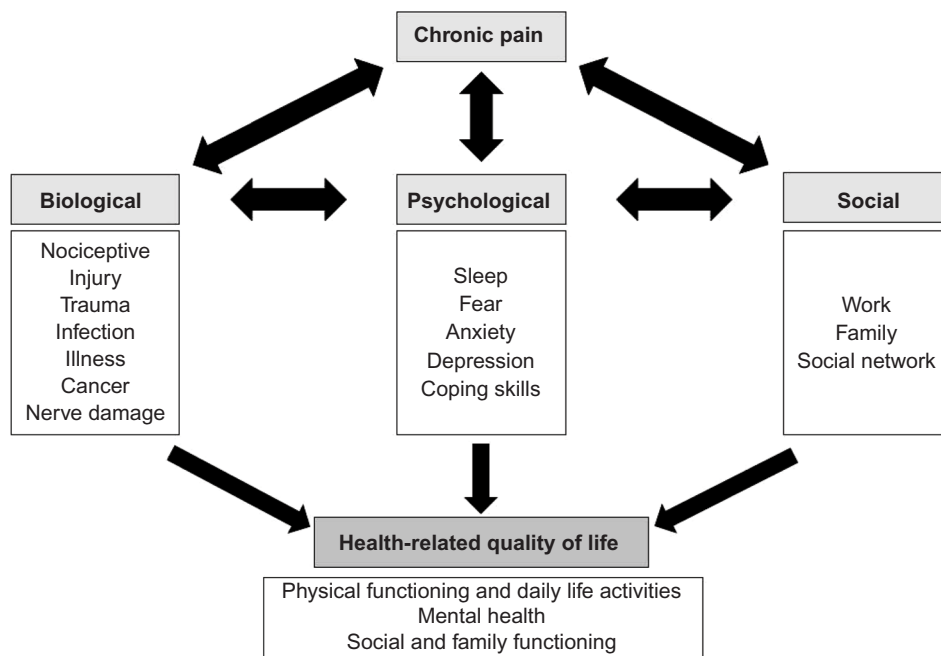 Chronic pain
Biological
Nociceptive
Injury
Trauma
Infection
Illness
Cancer
Nerve damage
Psychological
Sleep
Fear
Anxiety
Depression
Coping skills
Social
Work
Family
Social network
Health-related quality of life
Physical functioning and daily life activities
Mental health
Social and family functioning